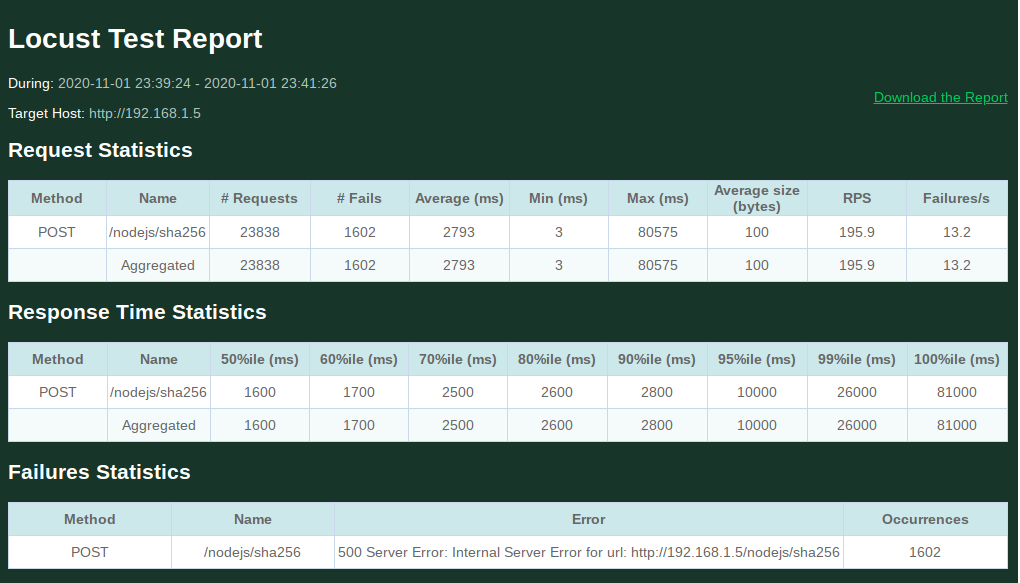 Locust Test Report
During: 2020-11-01 23:39:24 - 2020-11-01 23:41:26
Download the Report
Target Host: http://192.168.1.5
Request Statistics
Method Name # Requests # Fails Average (ms) Min (ms) Max (ms) Average size (bytes) RPS Failures/s
POST /nodejs/sha256 23838 1602 2793 3 80575 100 195.9 13.2
Aggregated 23838 1602 2793 3 80575 100 195.9 13.2
Response Time Statistics
Method Name 50%ile (ms) 60%ile (ms) 70%ile (ms) 80%ile (ms) 90%ile (ms) 95%ile (ms) 99%ile (ms) 100%ile (ms)
POST /nodejs/sha256 1600 1700 2500 2600 2800 10000 26000 81000
Aggregated 1600 1700 2500 2600 2800 10000 26000 81000
Failures Statistics
Method Name Error Occurrences
POST /nodejs/sha256 500 Server Error: Internal Server Error for url: http://192.168.1.5/nodejs/sha256 1602